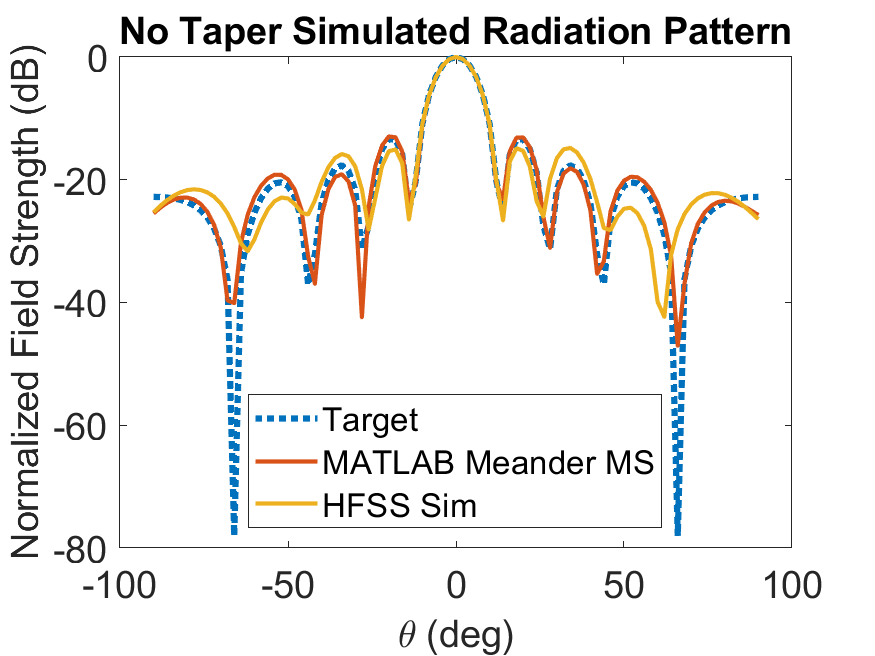 No Taper Simulated Radiation Pattern
Normalized Field Strength (dB)
0
-20
-40
-60
-80
Target
MATLAB Meander MS
HFSS Sim
-100 -50 0 50 100
θ (deg)